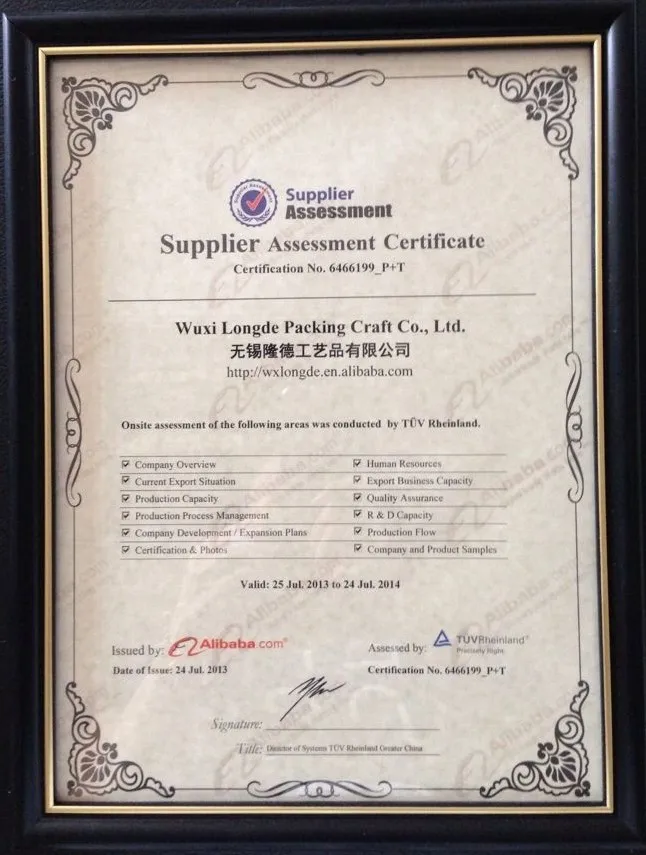 Supplier Assessment
Supplier
Assessment
Supplier Assessment Certificate
Certification No. 6466199_P+T
Wuxi Longde Packing Craft Co., Ltd.
无锡隆德工艺品有限公司
http://wxlongde.en.alibaba.com
Onsite assessment of the following areas was conducted by TÜV Rheinland.
Company Overview
Human Resources
Current Export Situation
Export Business Capacity
Production Capacity
Quality Assurance
Production Process Management
R & D Capacity
Company Development / Expansion Plans
Production Flow
Certification & Photos
Company and Product Samples
Valid: 25 Jul. 2013 to 24 Jul. 2014
Issued by: Alibaba.com®
Assessed by: TÜVRheinland®
Precisely Right.
Date of Issue: 24 Jul. 2013
Certification No. 6466199_P+T
Signature:
Title: Director of Systems TÜV Rheinland Greater China